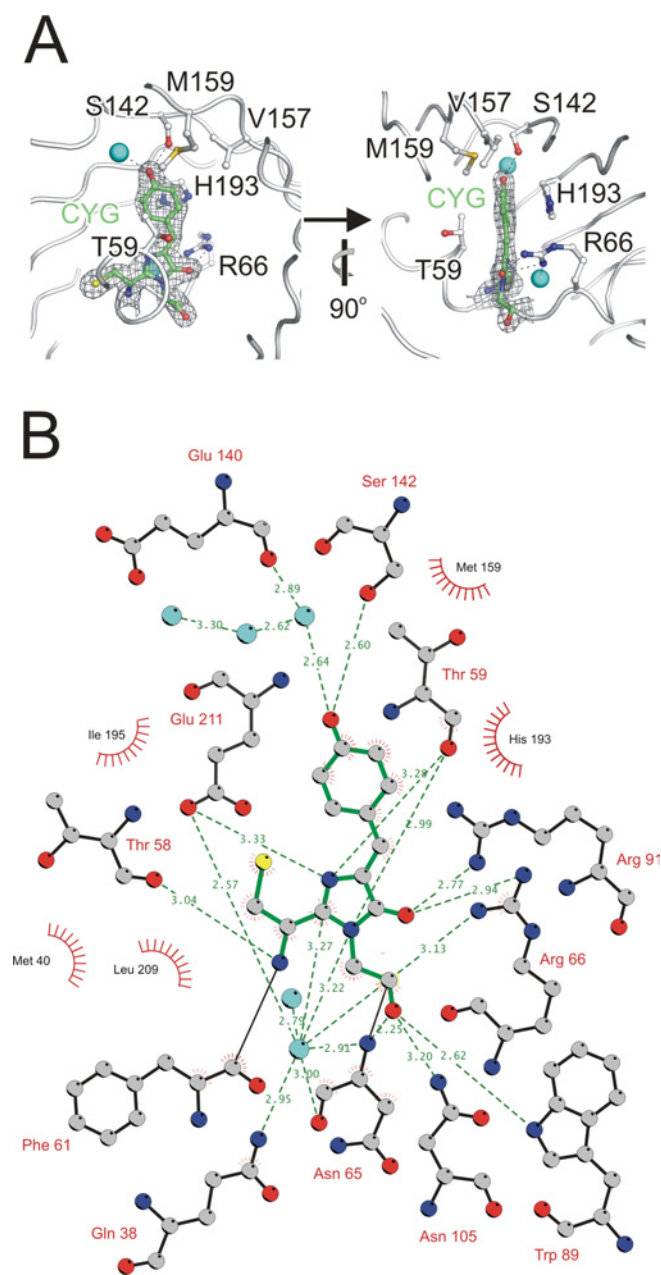 A
M159
S142
V157
H193
CYG
T59
R66
90°
V157
S142
M159
CYG
H193
T59
R66
B
Glu 140
Ser 142
Met 159
2.89
3.30
2.62
2.64
2.60
Thr 59
Glu 211
Ile 195
His 193
3.28
2.99
Thr 58
3.33
Arg 91
2.77
2.94
2.57
3.04
Met 40
Leu 209
3.27
3.13
Arg 66
3.22
2.79
2.25
2.91
3.20
2.62
3.00
2.95
Phe 61
Asn 65
Gln 38
Asn 105
Trp 89